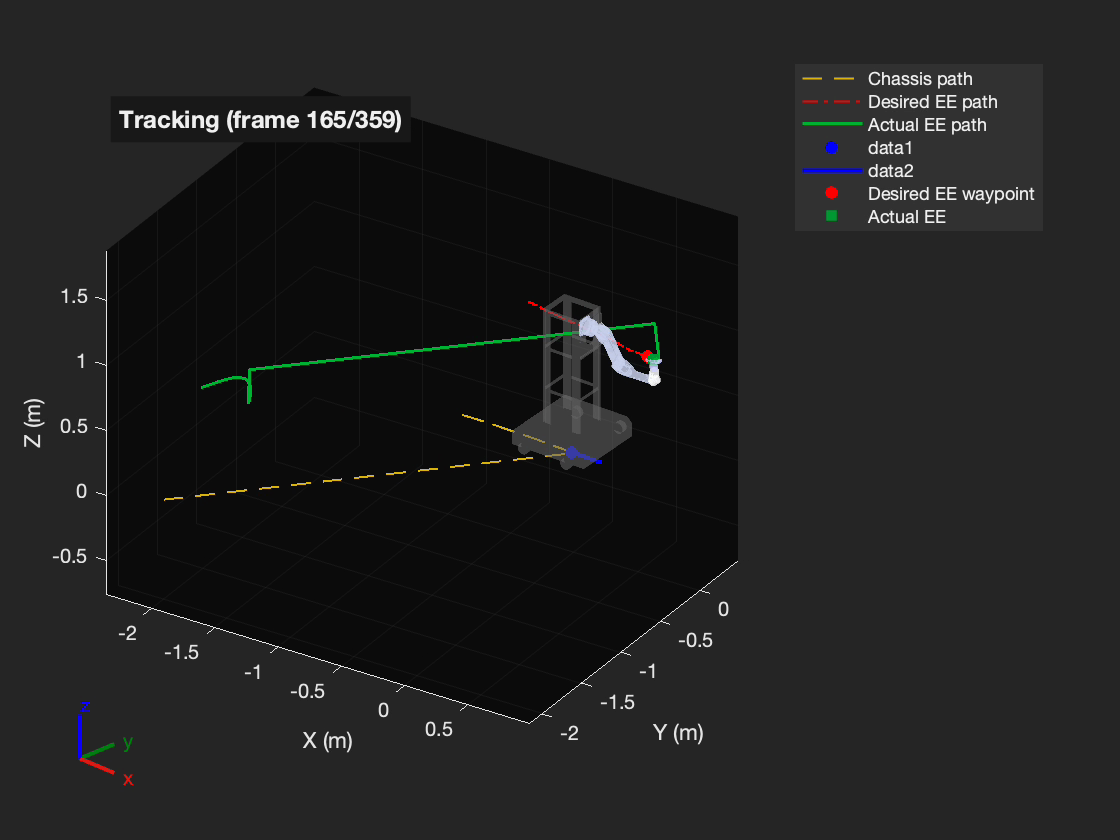 Tracking (frame 165/359)
Chassis path
Desired EE path
Actual EE path
data1
data2
Desired EE waypoint
Actual EE
1.5
1
0.5
0
-0.5
Z (m)
-2
-1.5
-1
-0.5
0
0.5
X (m)
0
-0.5
-1
-1.5
-2
Y (m)
z
y
x